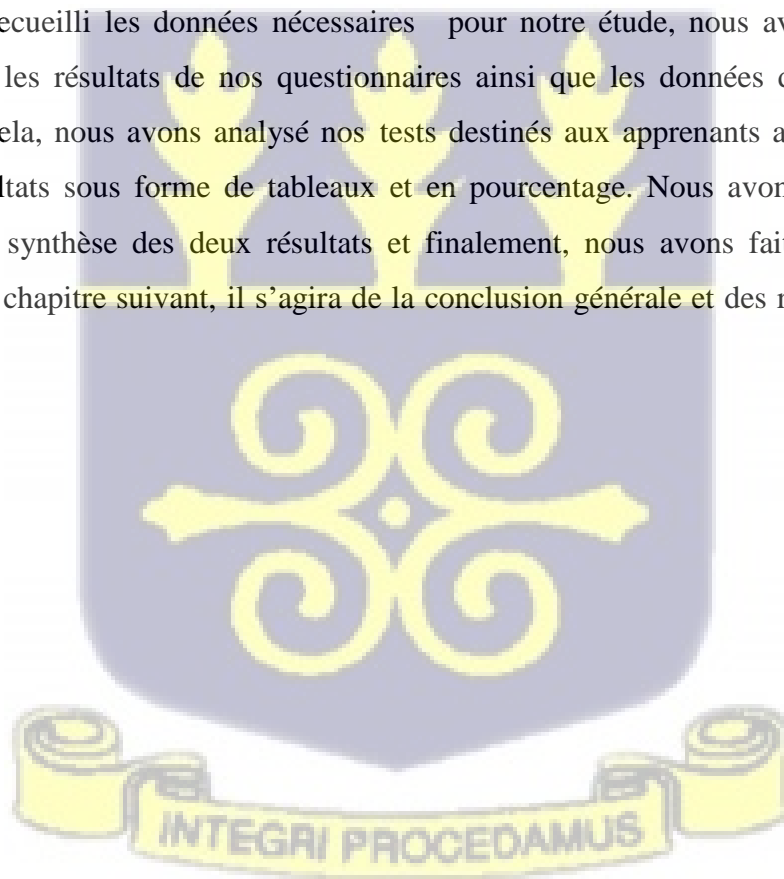 ecueilli les données nécessaires pour notre étude, nous av
les résultats de nos questionnaires ainsi que les données
ela, nous avons analysé nos tests destinés aux apprenants a
ltats sous forme de tableaux et en pourcentage. Nous avon
synthèse des deux résultats et finalement, nous avons fai
chapitre suivant, il s’agira de la conclusion générale et des
INTEGRI PROCEDAMUS